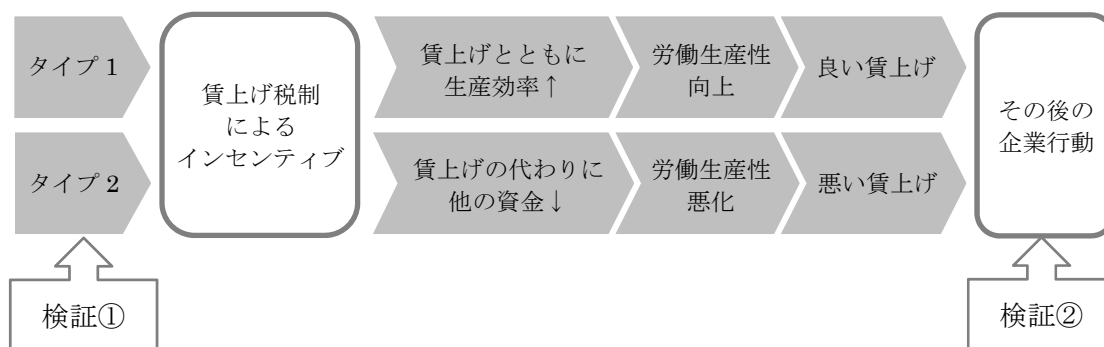 タイプ 1
賃上げ税制
による
インセンティブ
賃上げとともに
生産効率↑
労働生産性
向上
良い賃上げ
その後の
企業行動
タイプ 2
賃上げの代わりに
他の資金↓
労働生産性
悪化
悪い賃上げ
検証①
検証②